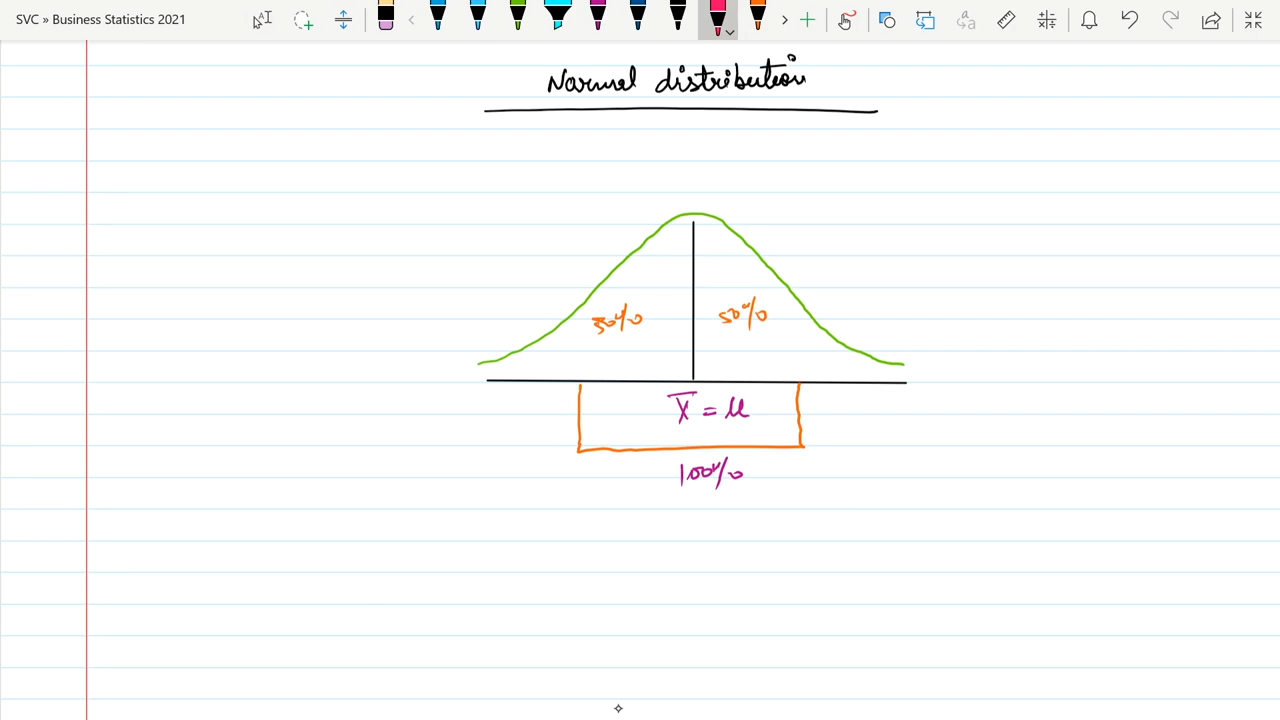 SVC » Business Statistics 2021
Normal distribution
50% 50%
X̅ = μ
100%